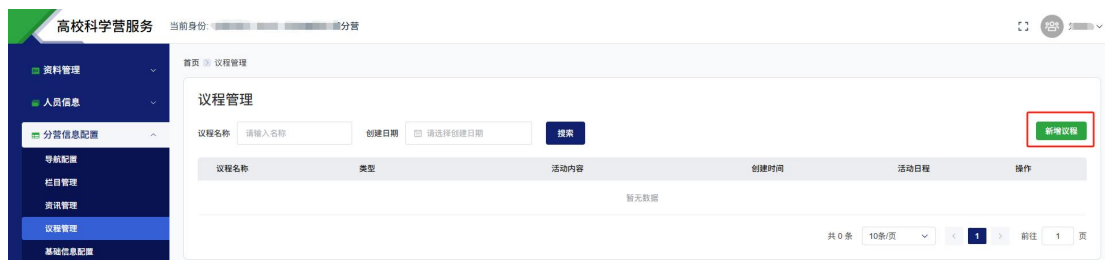 高校科学营服务 当前身份: 分营
首页 议程管理
资料管理
人员信息
分营信息配置
导航配置
栏目管理
资讯管理
议程管理
基础信息配置
议程管理
议程名称 请输入名称 创建日期 请选择创建日期 搜索 新增议程
议程名称 类型 活动内容 创建时间 活动日程 操作
暂无数据
共 0 条 10条/页 < 1 > 前往 1 页